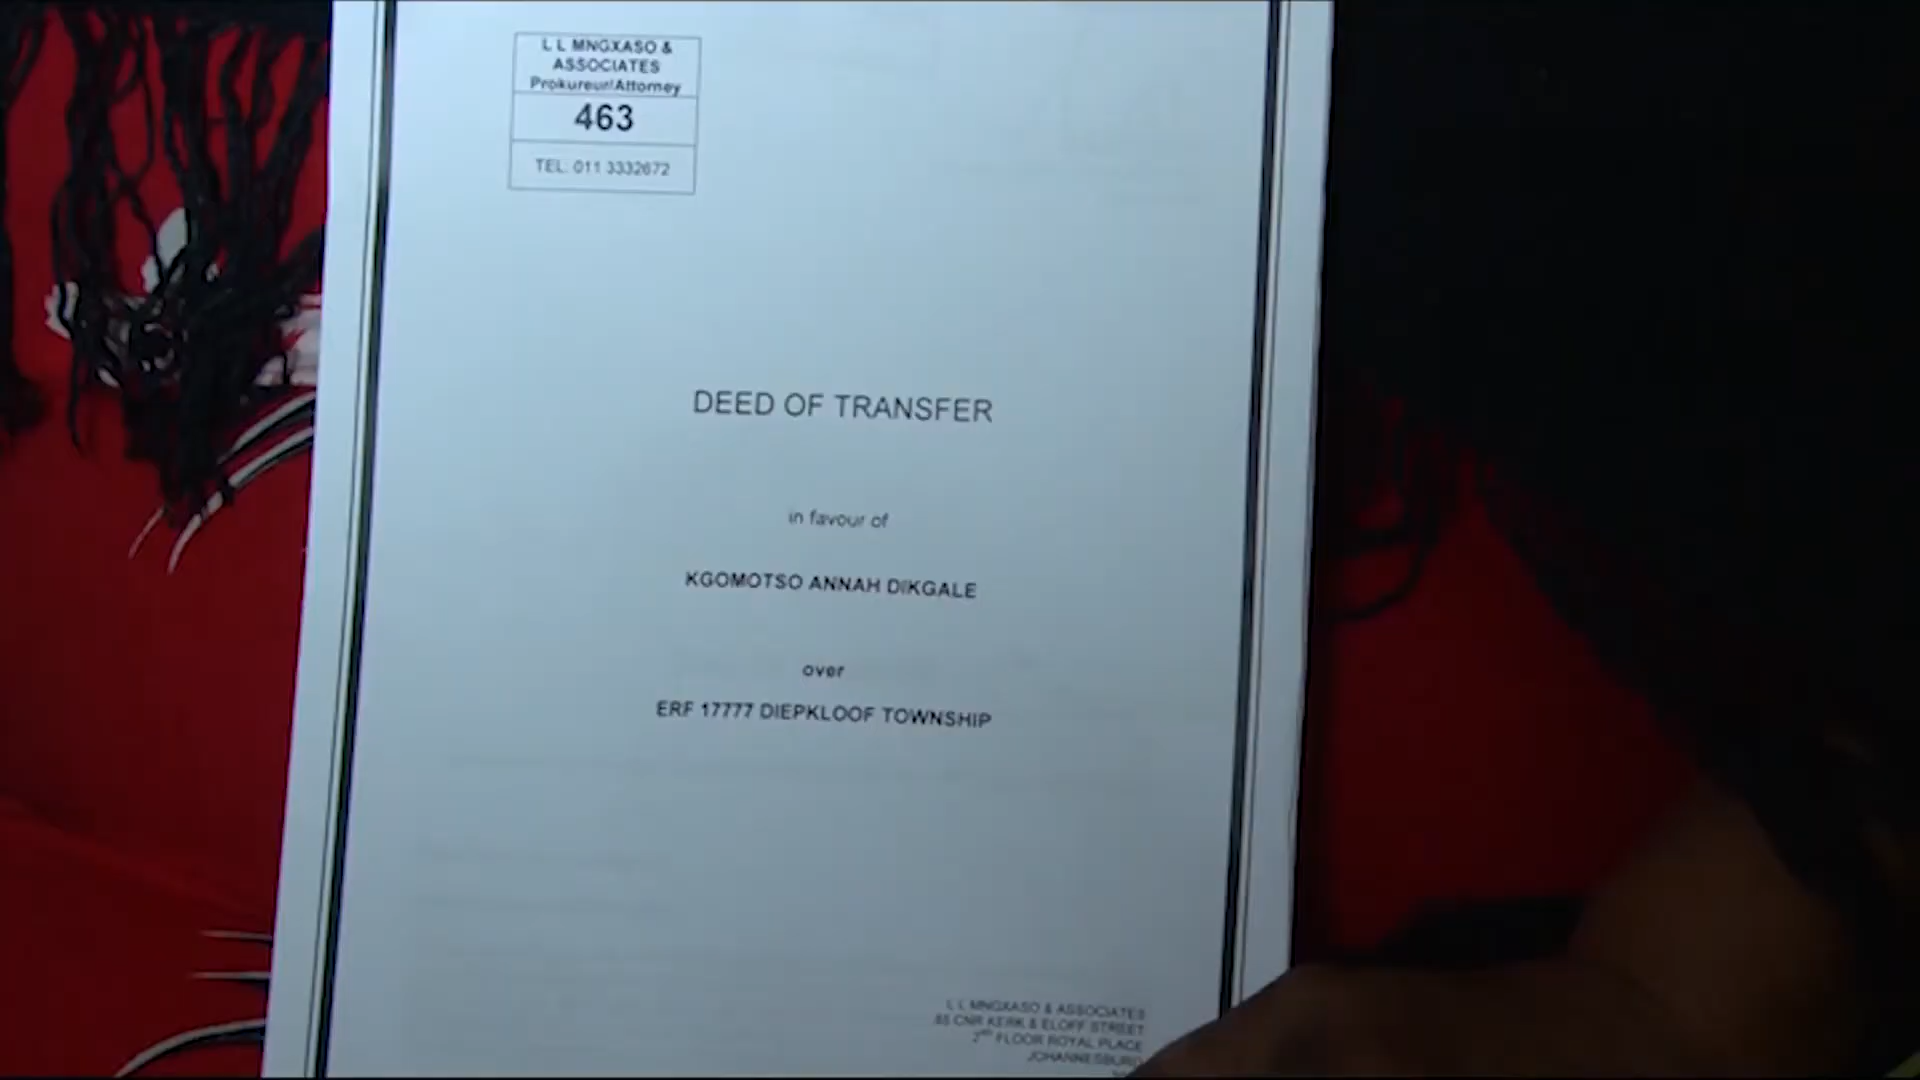 L L MNGXASO &
ASSOCIATES
Prokureur/Attorney
463
TEL: 011 3332672
DEED OF TRANSFER
in favour of
KGOMOTSO ANNAH DIKGALE
over
ERF 17777 DIEPKLOOF TOWNSHIP
L L MNGXASO & ASSOCIATES
85 CNR KERK & ELOFF STREET
2ND FLOOR ROYAL PLACE
JOHANNESBURG